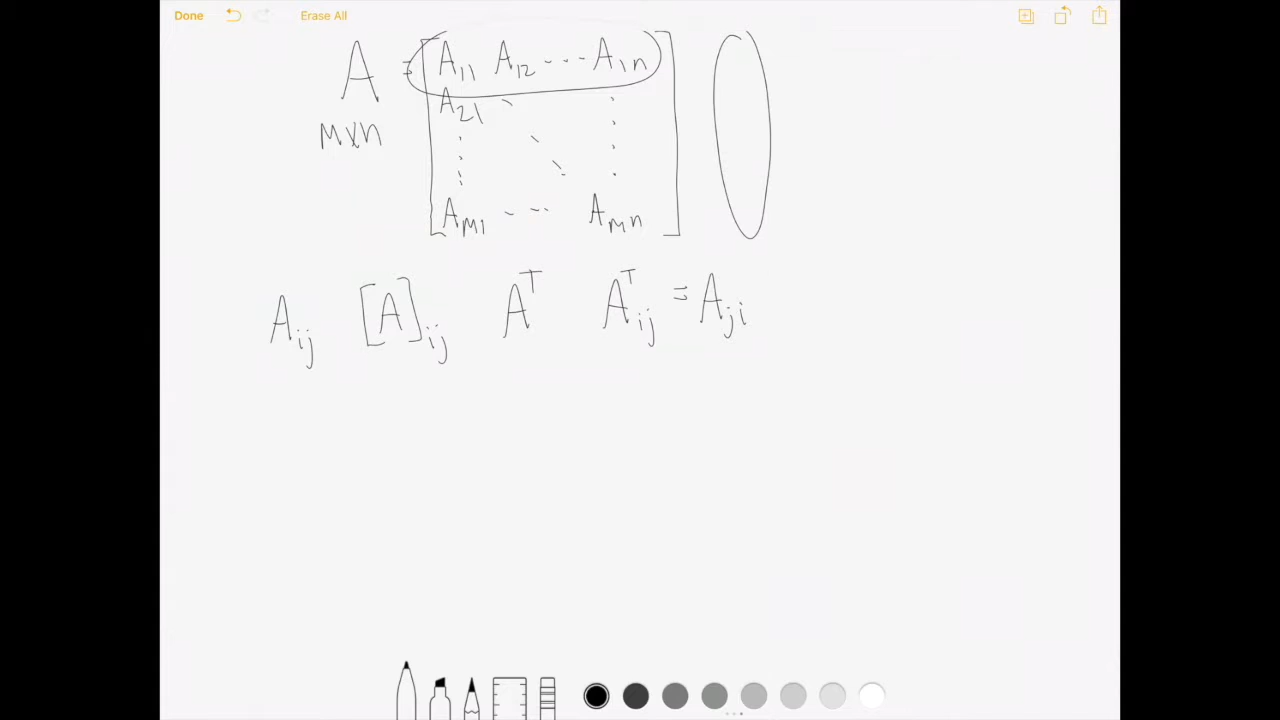 Done Erase All
A = [ A₁₁ A₁₂ ... A₁ₙ ]
m×n A₂₁
Aₘ₁ ... Aₘₙ
Aᵢⱼ [A]ᵢⱼ Aᵀ Aᵀᵢⱼ = Aⱼᵢ